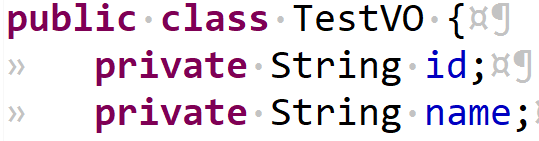 public class TestVO {
private String id;
private String name;